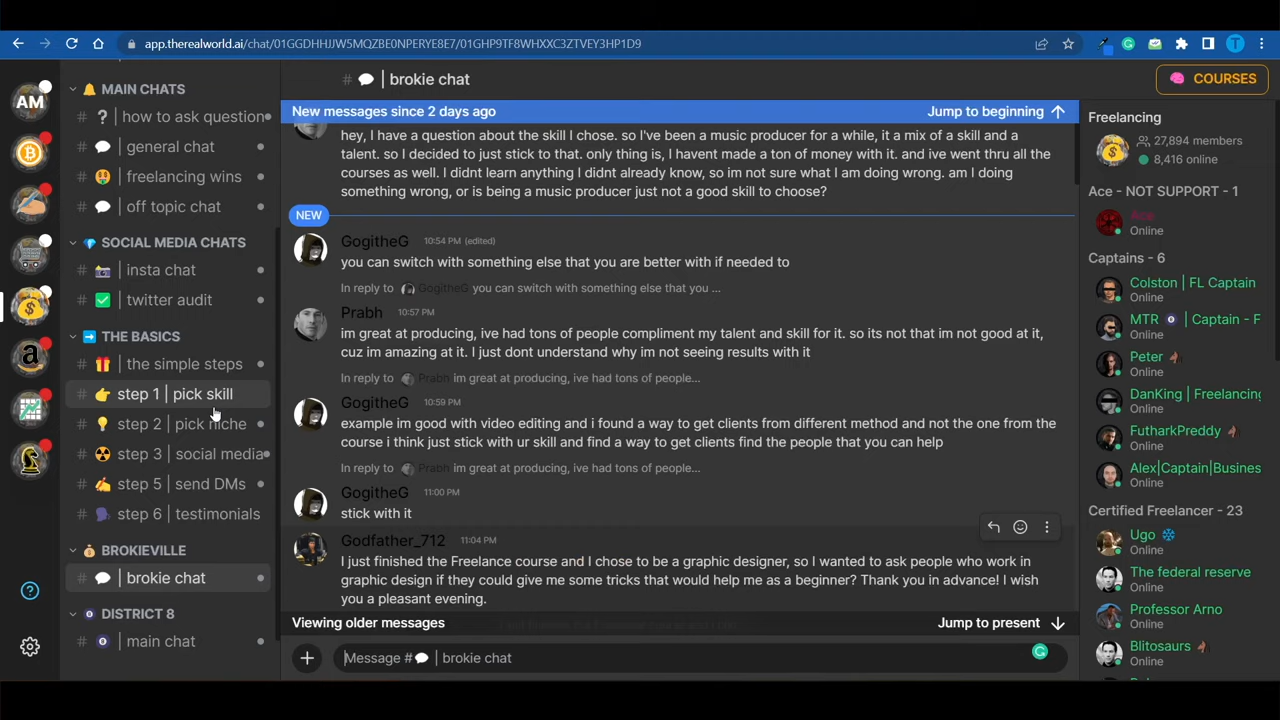 app.therealworld.ai/chat/01GGDHHJJW5MQZBE0NPERYE8E7/01GHP9TF8WHXXC3ZTVEY3HP1D9
T
AM
MAIN CHATS
# | how to ask question
# | general chat
# | freelancing wins
# | off topic chat
SOCIAL MEDIA CHATS
# | insta chat
# | twitter audit
THE BASICS
# | the simple steps
# step 1 | pick skill
# step 2 | pick niche
# step 3 | social media
# step 5 | send DMs
# step 6 | testimonials
BROKIEVILLE
# | brokie chat
DISTRICT 8
# | main chat
# | brokie chat
New messages since 2 days ago
Jump to beginning
hey, I have a question about the skill I chose. so I've been a music producer for a while, it a mix of a skill and a
talent. so I decided to just stick to that. only thing is, I havent made a ton of money with it. and ive went thru all the
courses as well. I didnt learn anything I didnt already know, so im not sure what I am doing wrong. am I doing
something wrong, or is being a music producer just not a good skill to choose?
NEW
GogitheG 10:54 PM (edited)
you can switch with something else that you are better with if needed to
In reply to GogitheG you can switch with something else that you ...
Prabh 10:57 PM
im great at producing, ive had tons of people compliment my talent and skill for it. so its not that im not good at it,
cuz im amazing at it. I just dont understand why im not seeing results with it
In reply to Prabh im great at producing, ive had tons of people...
GogitheG 10:59 PM
example im good with video editing and i found a way to get clients from different method and not the one from the
course i think just stick with ur skill and find a way to get clients find the people that you can help
In reply to Prabh im great at producing, ive had tons of people...
GogitheG 11:00 PM
stick with it
Godfather_712 11:04 PM
I just finished the Freelance course and I chose to be a graphic designer, so I wanted to ask people who work in
graphic design if they could give me some tricks that would help me as a beginner? Thank you in advance! I wish
you a pleasant evening.
Viewing older messages
Jump to present
Message # | brokie chat
COURSES
Freelancing
27,894 members
8,416 online
Ace - NOT SUPPORT - 1
Ace
Online
Captains - 6
Colston | FL Captain
Online
MTR | Captain - F
Online
Peter
Online
DanKing | Freelancing
Online
FutharkPreddy
Online
Alex|Captain|Business
Online
Certified Freelancer - 23
Ugo
Online
The federal reserve
Online
Professor Arno
Online
Blitosaurs
Online